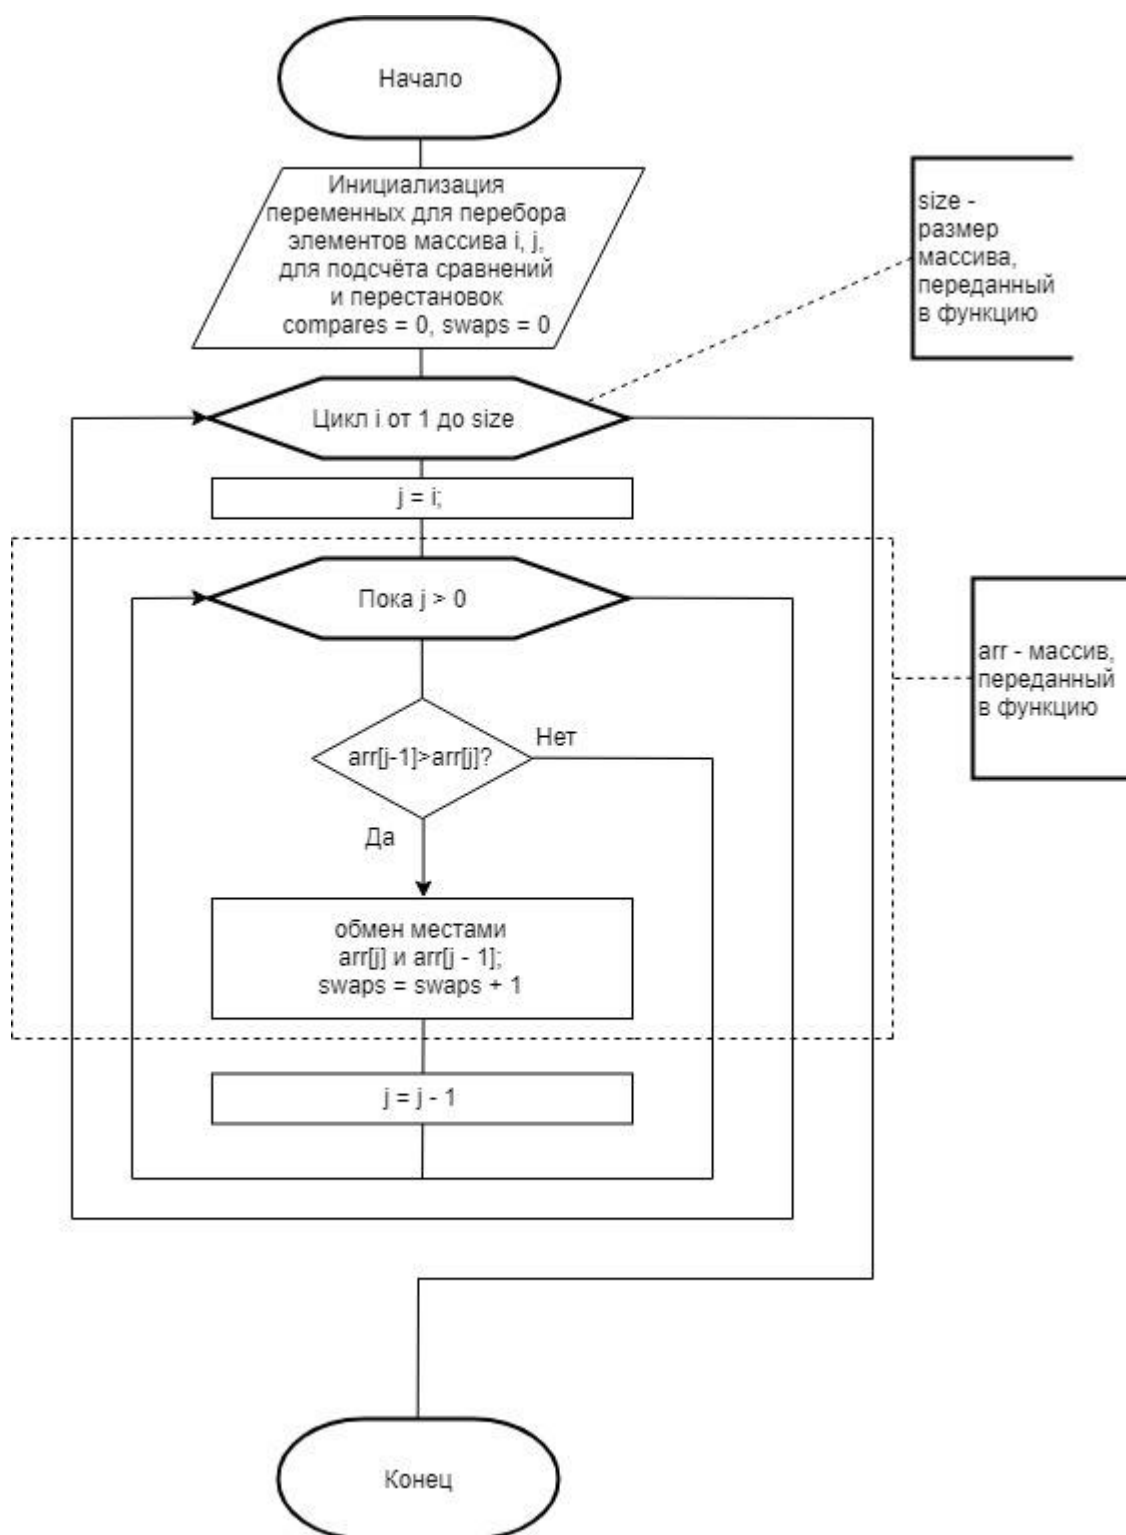 Начало
Инициализация
переменных для перебора
элементов массива i, j,
для подсчёта сравнений
и перестановок
compares = 0, swaps = 0
size -
размер
массива,
переданный
в функцию
Цикл i от 1 до size
j = i;
Пока j > 0
arr - массив,
переданный
в функцию
arr[j-1]>arr[j]?
Нет
Да
обмен местами
arr[j] и arr[j - 1];
swaps = swaps + 1
j = j - 1
Конец